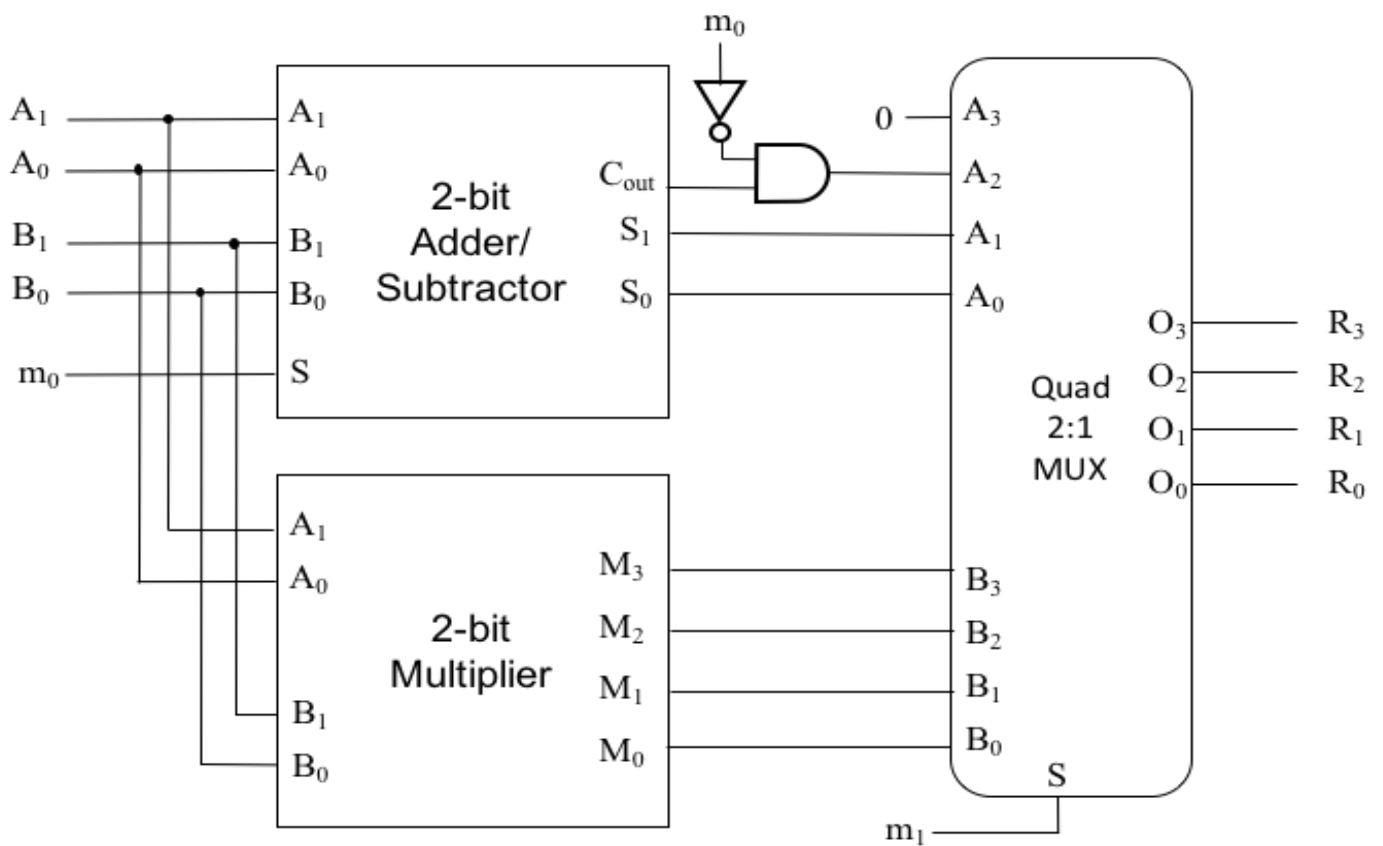 m₀
A₁
A₀
B₁
B₀
m₀
A₁
A₀
B₁
B₀
S
2-bit
Adder/
Subtractor
Cout
S₁
S₀
A₁
A₀
B₁
B₀
2-bit
Multiplier
M₃
M₂
M₁
M₀
0
A₃
A₂
A₁
A₀
B₃
B₂
B₁
B₀
Quad
2:1
MUX
S
m₁
O₃
O₂
O₁
O₀
R₃
R₂
R₁
R₀